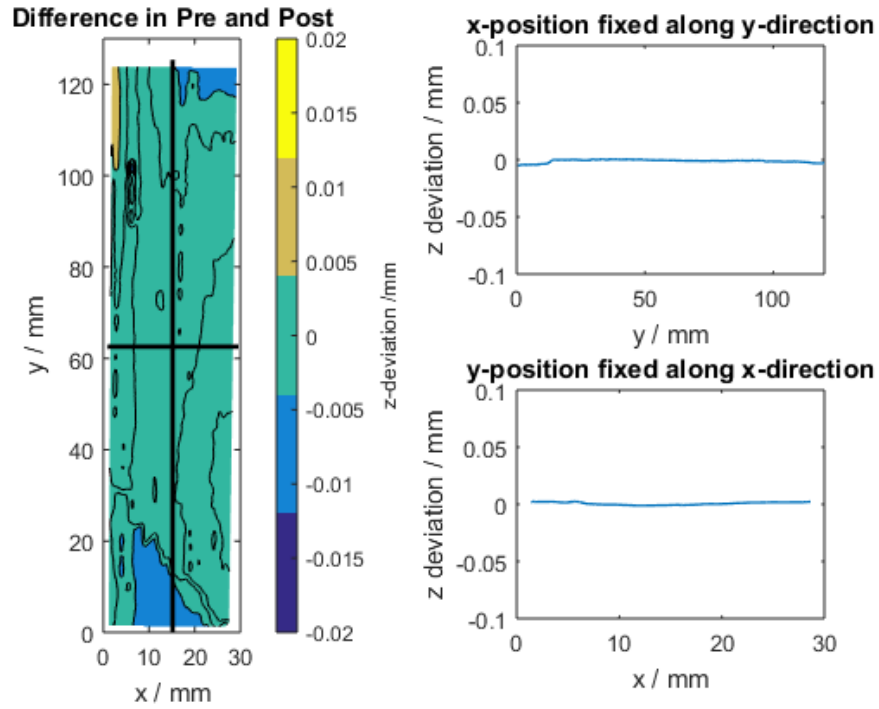 Difference in Pre and Post
120
100
80
60
40
20
0
0 10 20 30
y / mm
x / mm
0.02
0.015
0.01
0.005
0
-0.005
-0.01
-0.015
-0.02
z-deviation /mm
x-position fixed along y-direction
0.1
0.05
0
-0.05
-0.1
z deviation / mm
0 50 100
y / mm
y-position fixed along x-direction
0.1
0.05
0
-0.05
-0.1
z deviation / mm
0 10 20 30
x / mm